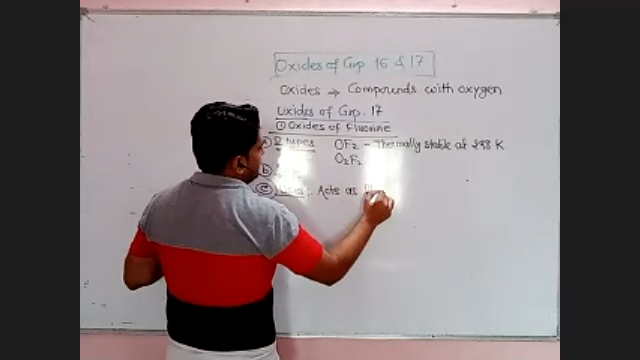 Oxides of Grp 16 & 17
Oxides → Compounds with oxygen
Oxides of Grp. 17
① Oxides of Fluorine
ⓐ 2 types OF₂ - Thermally stable at 298 K
O₂F₂
ⓑ
ⓒ Uses : Acts as